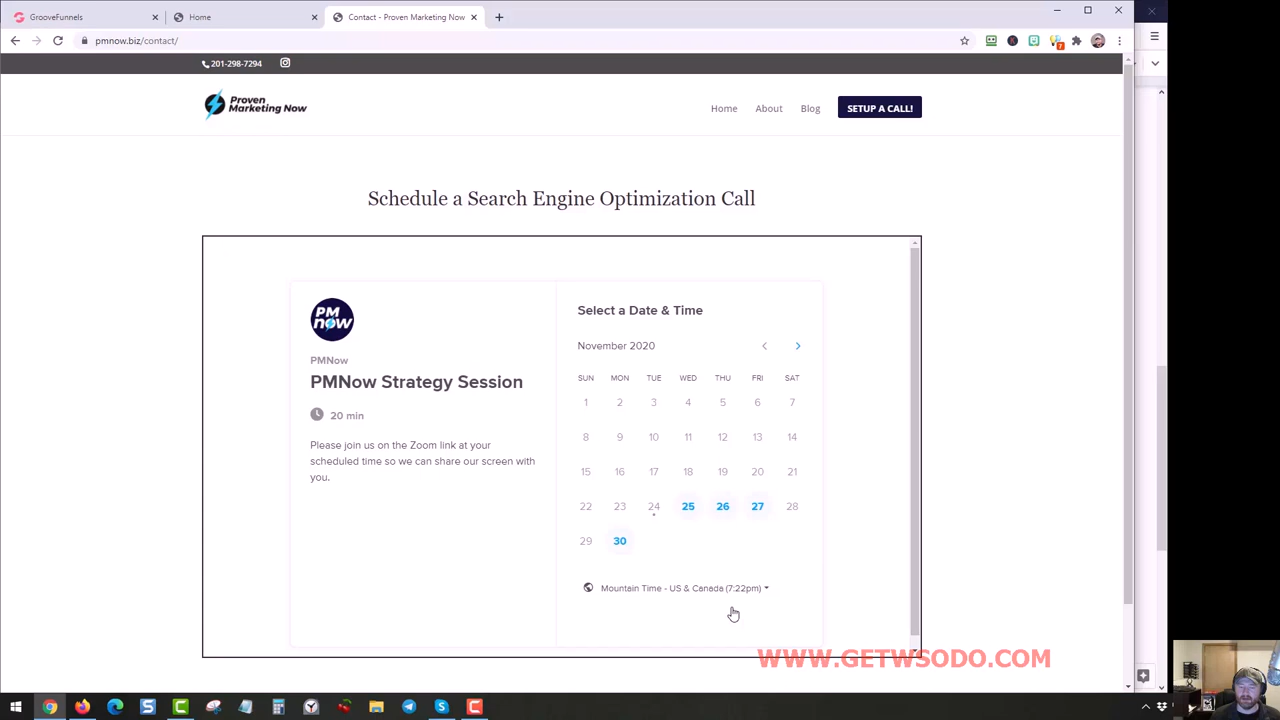 GrooveFunnels
Home
Contact - Proven Marketing Now
pmnow.biz/contact/
7
201-298-7294
Proven
Marketing Now
Home
About
Blog
SETUP A CALL!
Schedule a Search Engine Optimization Call
PM
now
PMNow
PMNow Strategy Session
20 min
Please join us on the Zoom link at your
scheduled time so we can share our screen with
you.
Select a Date & Time
November 2020
SUN MON TUE WED THU FRI SAT
1 2 3 4 5 6 7
8 9 10 11 12 13 14
15 16 17 18 19 20 21
22 23 24 25 26 27 28
29 30
Mountain Time - US & Canada (7:22pm)
WWW.GETWSODO.COM